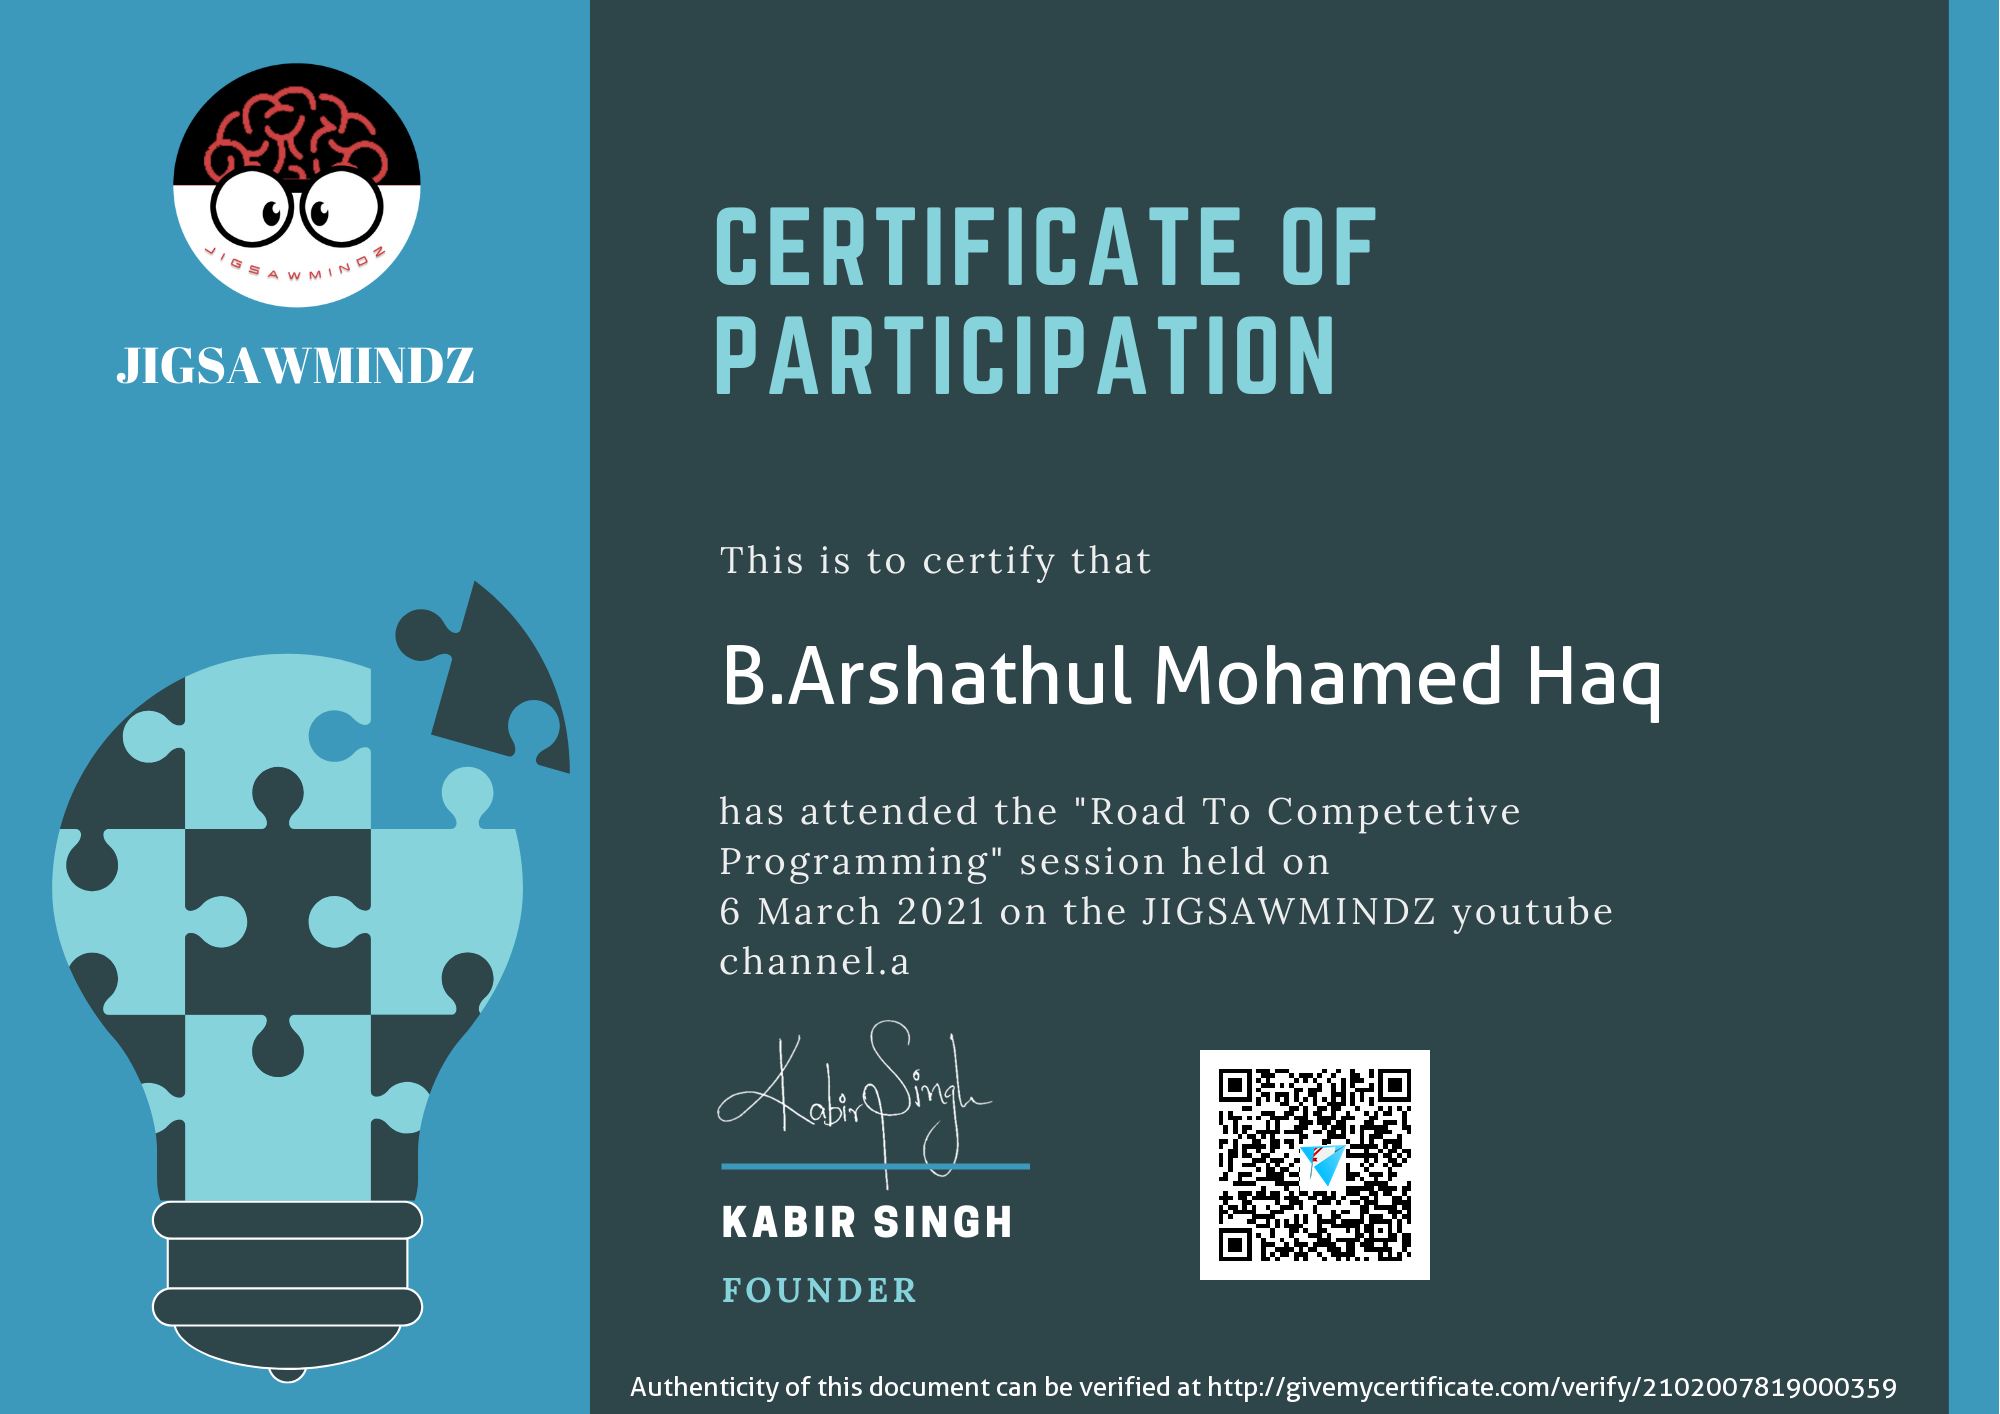 JIGSAWMINDZ
JIGSAWMINDZ
CERTIFICATE OF
PARTICIPATION
This is to certify that
B.Arshathul Mohamed Haq
has attended the "Road To Competetive
Programming" session held on
6 March 2021 on the JIGSAWMINDZ youtube
channel.a
Kabir Singh
KABIR SINGH
FOUNDER
Authenticity of this document can be verified at http://givemycertificate.com/verify/2102007819000359